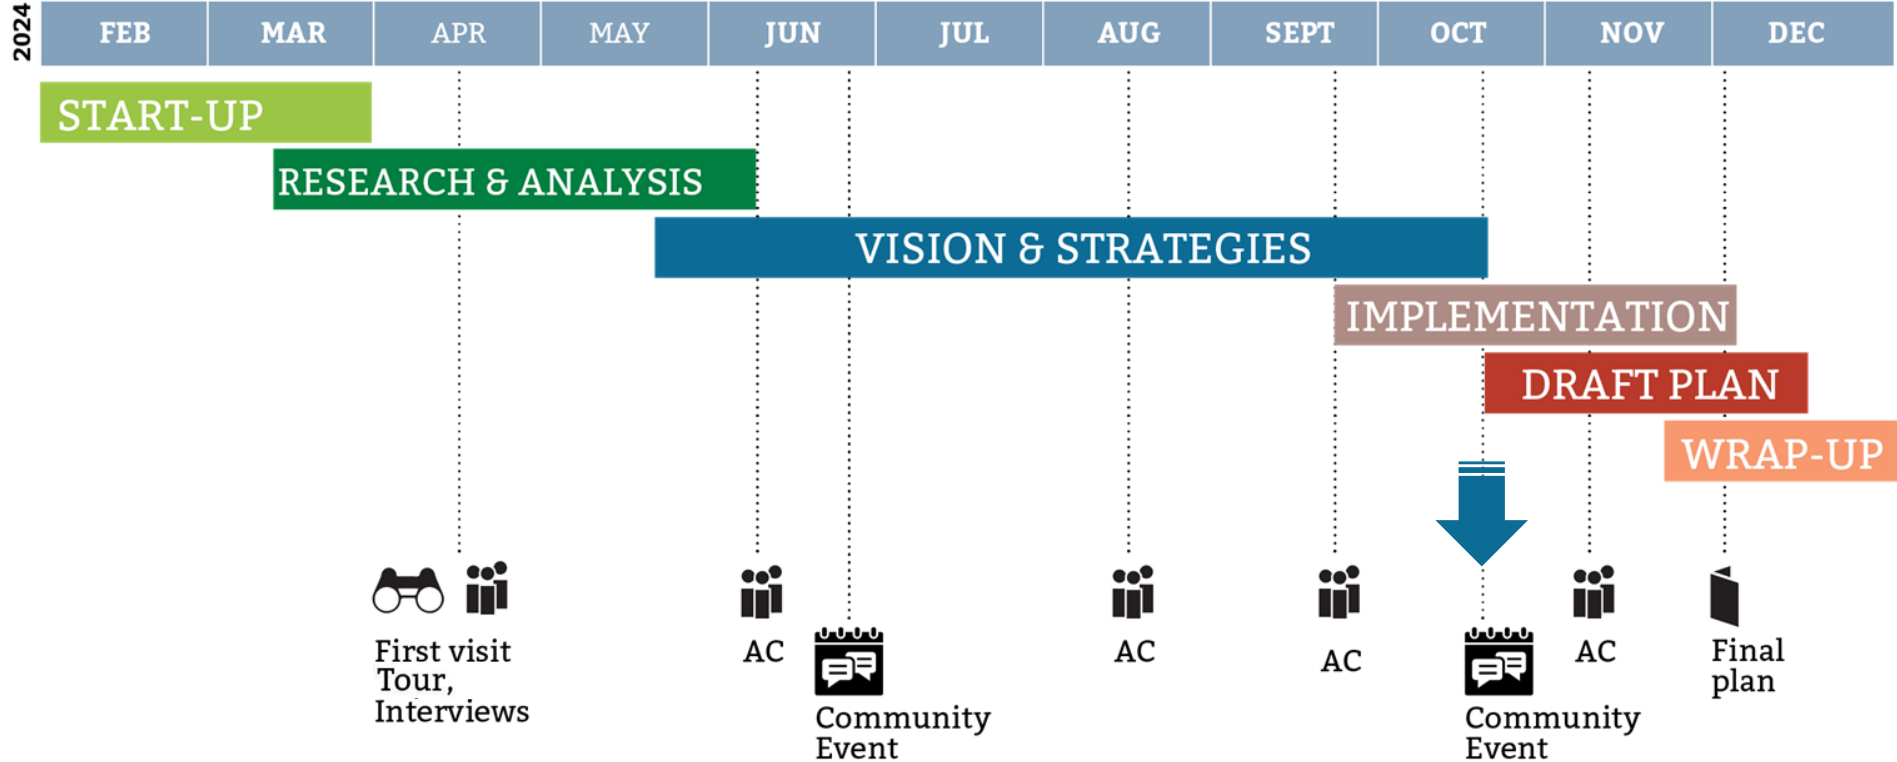 2024
FEB MAR APR MAY JUN JUL AUG SEPT OCT NOV DEC
START-UP
RESEARCH & ANALYSIS
VISION & STRATEGIES
IMPLEMENTATION
DRAFT PLAN
WRAP-UP
First visit
Tour,
Interviews
AC
Community
Event
AC
AC
Community
Event
AC
Final
plan